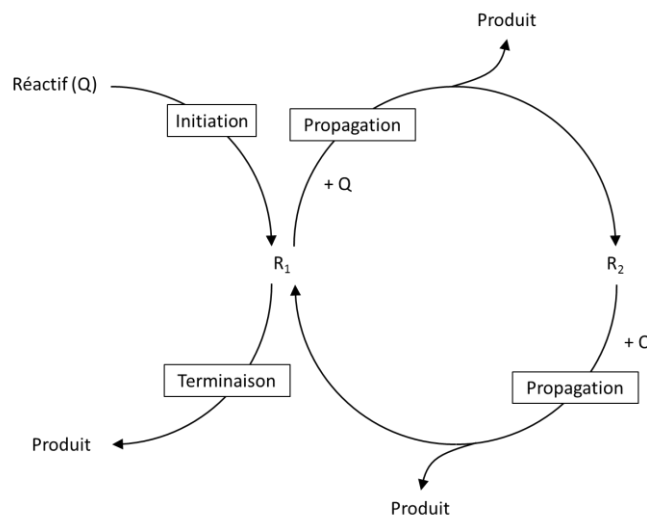 Produit
Réactif (Q)
Initiation
Propagation
+ Q
R₁
R₂
+ Q
Terminaison
Propagation
Produit
Produit